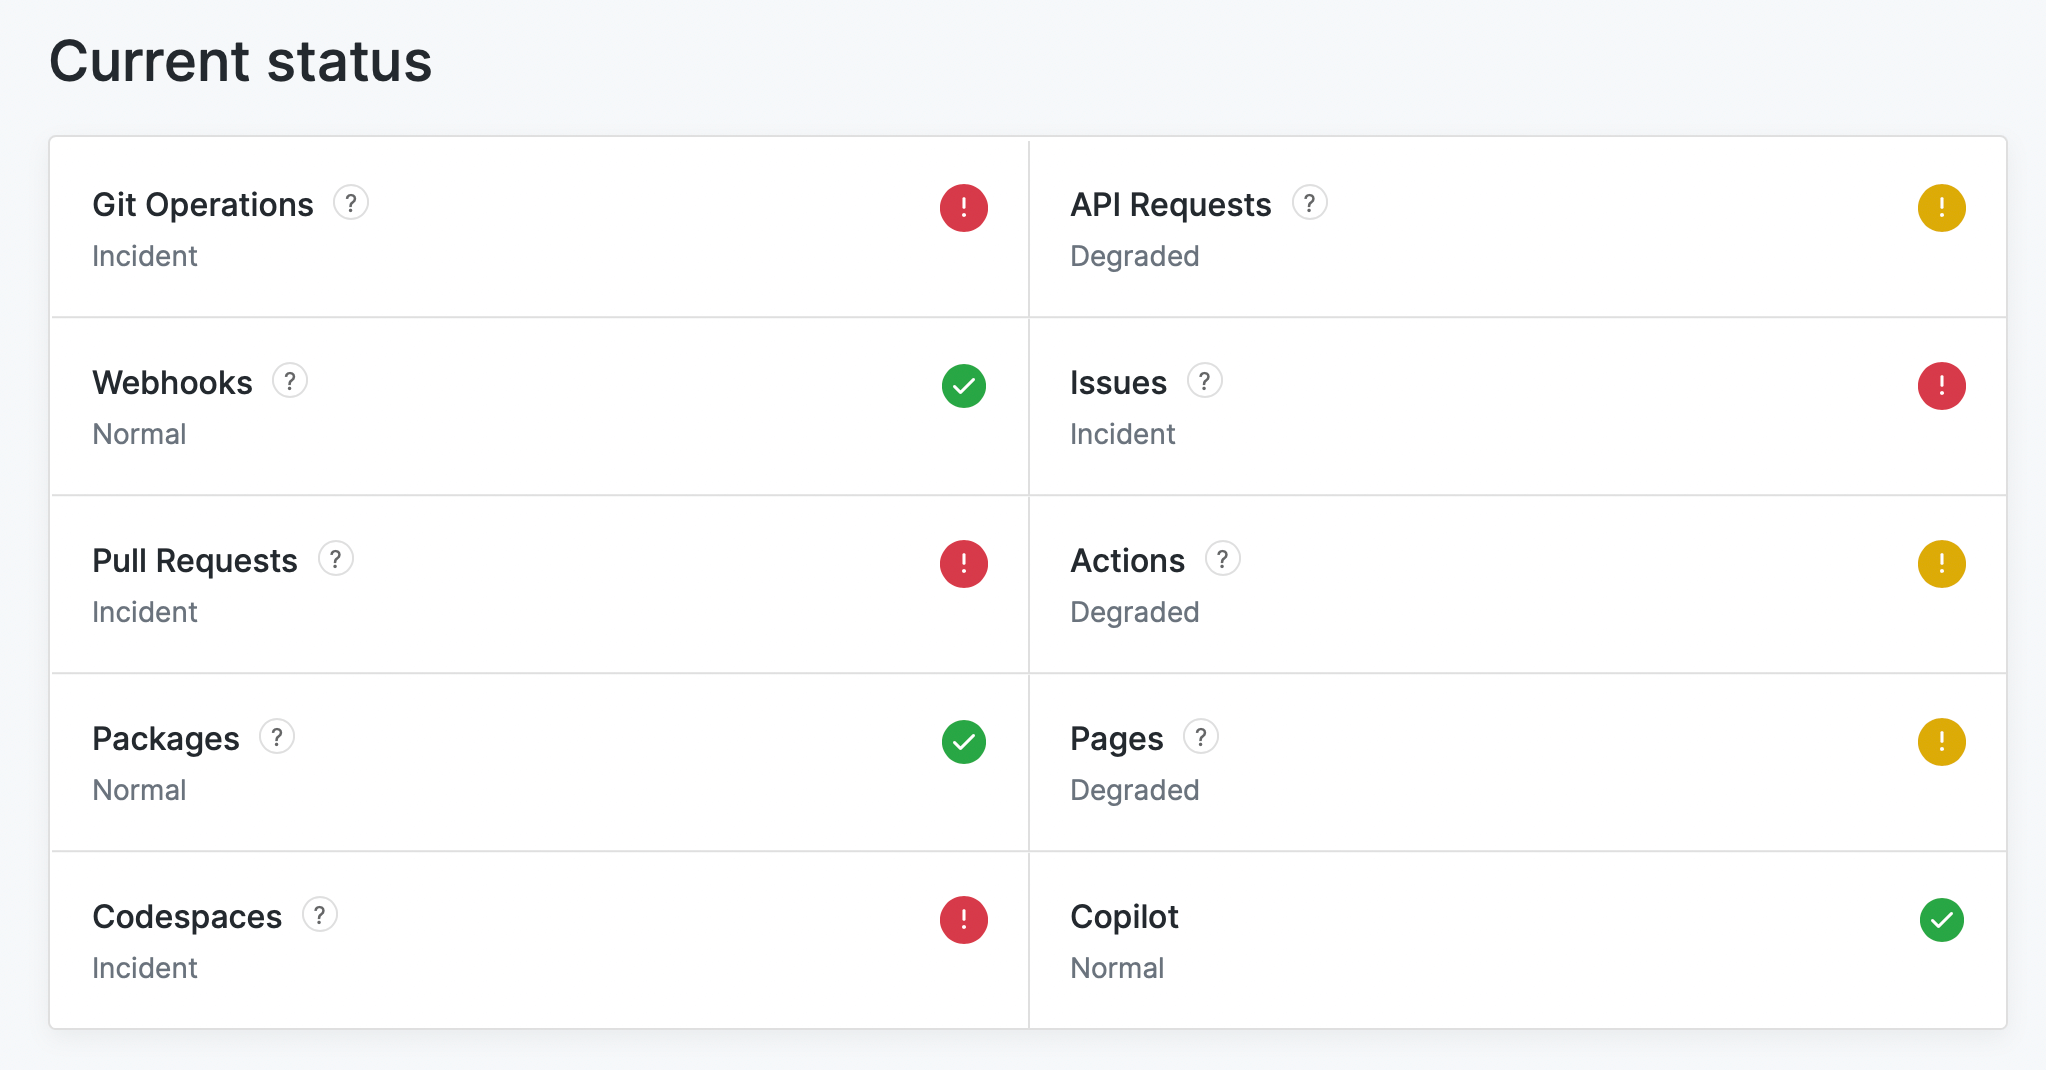 Current status
Git Operations ?
Incident
API Requests ?
Degraded
Webhooks ?
Normal
Issues ?
Incident
Pull Requests ?
Incident
Actions ?
Degraded
Packages ?
Normal
Pages ?
Degraded
Codespaces ?
Incident
Copilot
Normal